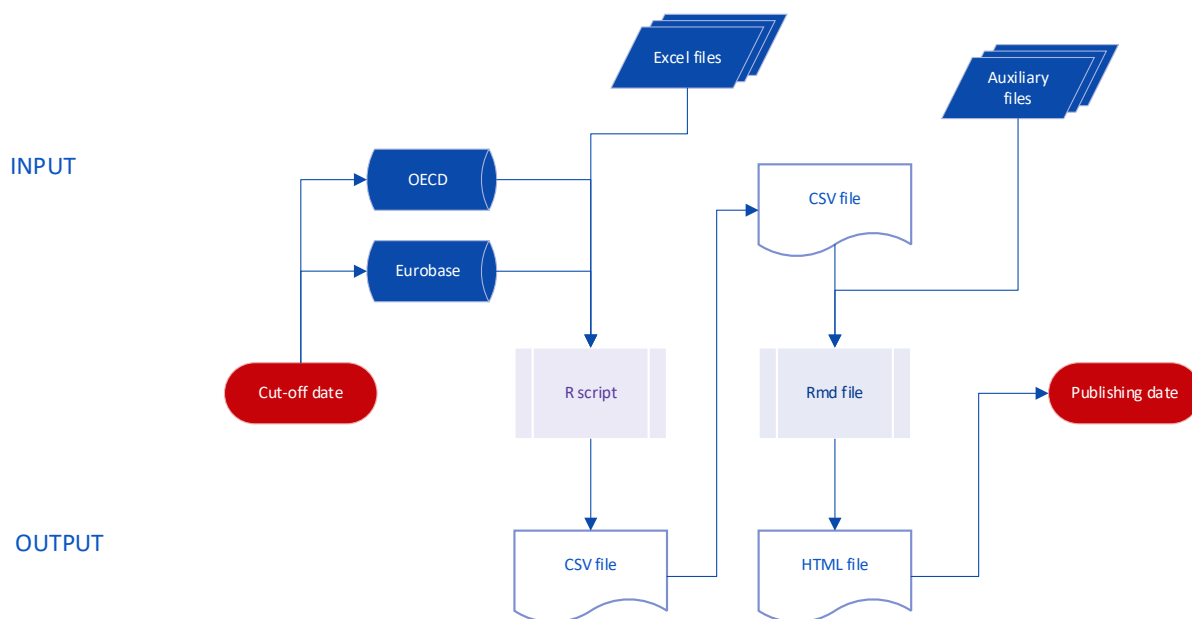 Excel files
Auxiliary
files
INPUT
OECD
CSV file
Eurobase
Cut-off date
R script
Rmd file
Publishing date
OUTPUT
CSV file
HTML file